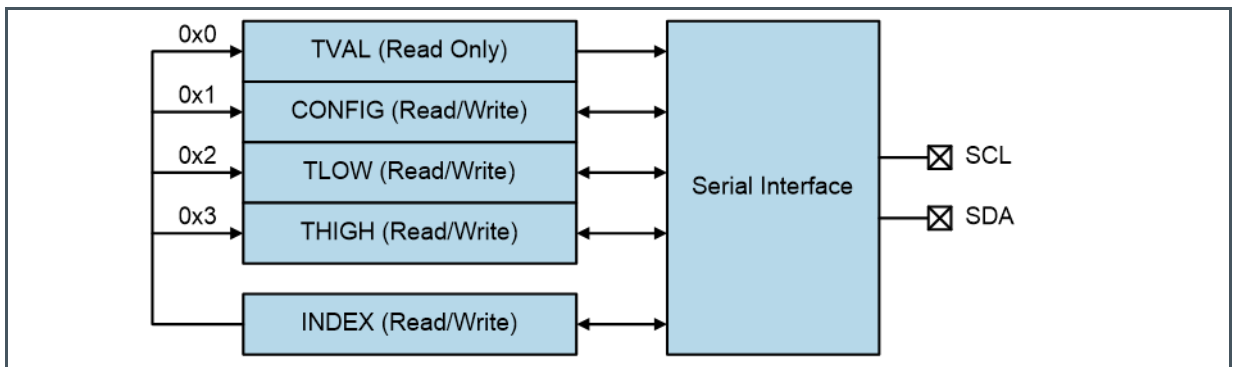 0x0
TVAL (Read Only)
0x1
CONFIG (Read/Write)
0x2
TLOW (Read/Write)
0x3
THIGH (Read/Write)
INDEX (Read/Write)
Serial Interface
SCL
SDA